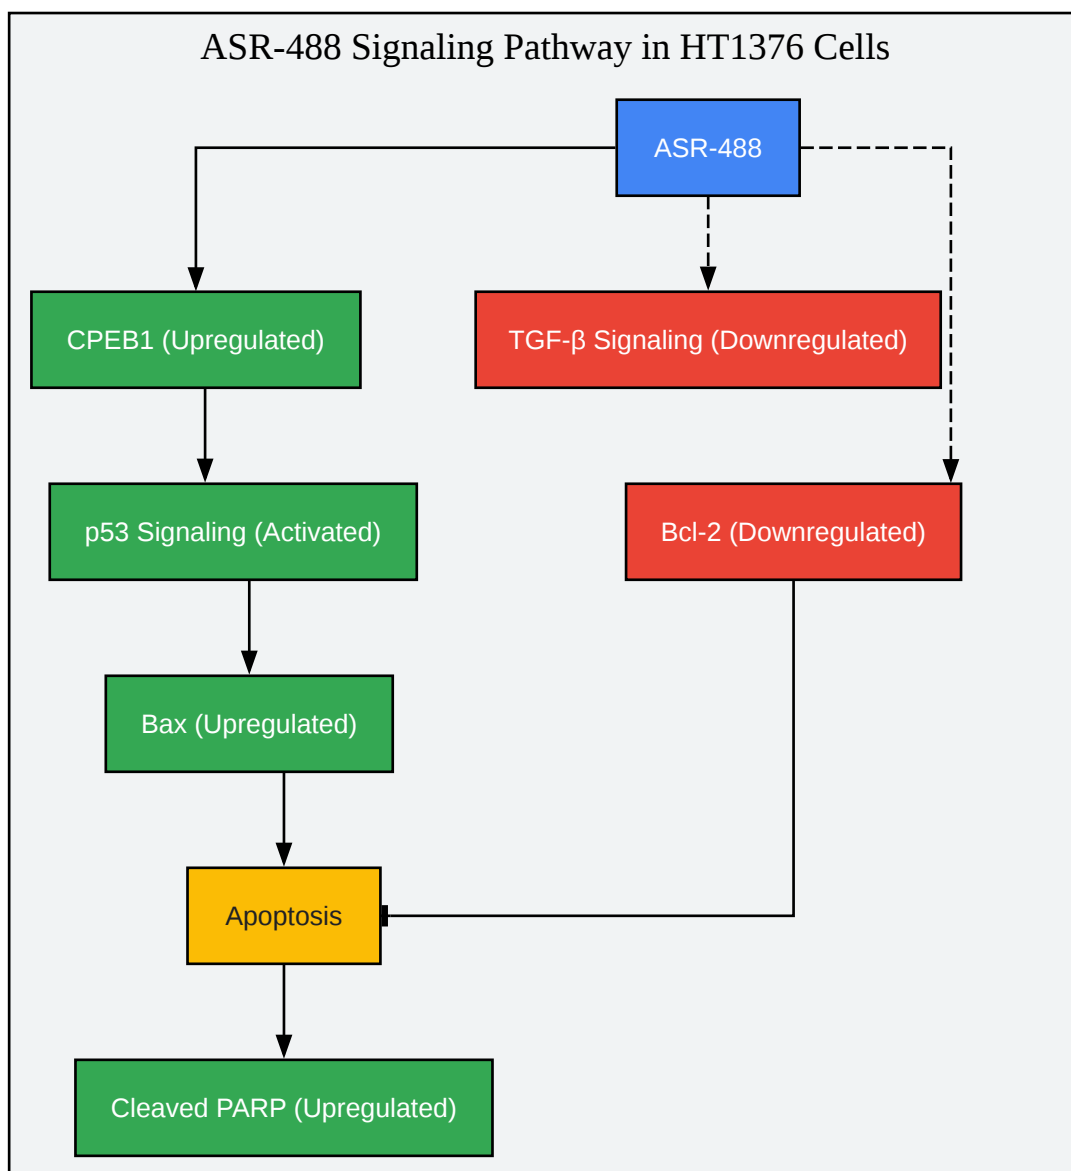 ASR-488 Signaling Pathway in HT1376 Cells
ASR-488
CPEB1 (Upregulated)
TGF-β Signaling (Downregulated)
p53 Signaling (Activated)
Bcl-2 (Downregulated)
Bax (Upregulated)
Apoptosis
Cleaved PARP (Upregulated)